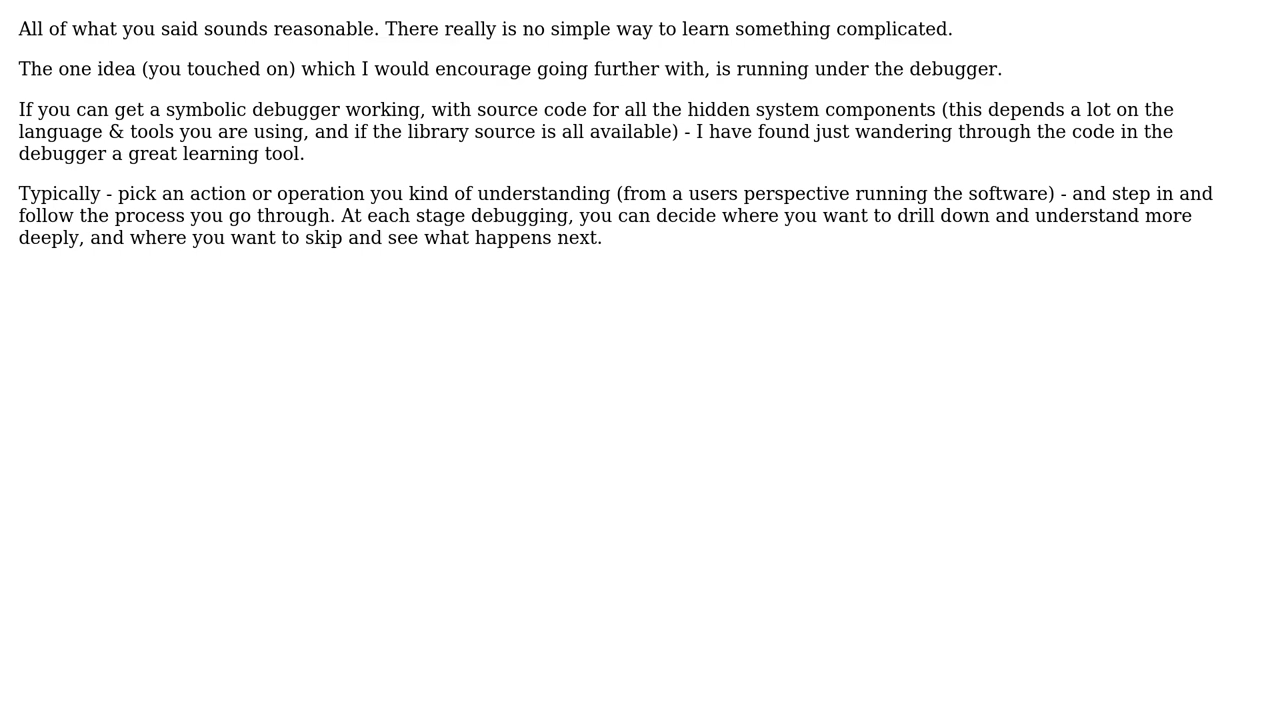 All of what you said sounds reasonable. There really is no simple way to learn something complicated.
The one idea (you touched on) which I would encourage going further with, is running under the debugger.
If you can get a symbolic debugger working, with source code for all the hidden system components (this depends a lot on the
language & tools you are using, and if the library source is all available) - I have found just wandering through the code in the
debugger a great learning tool.
Typically - pick an action or operation you kind of understanding (from a users perspective running the software) - and step in and
follow the process you go through. At each stage debugging, you can decide where you want to drill down and understand more
deeply, and where you want to skip and see what happens next.